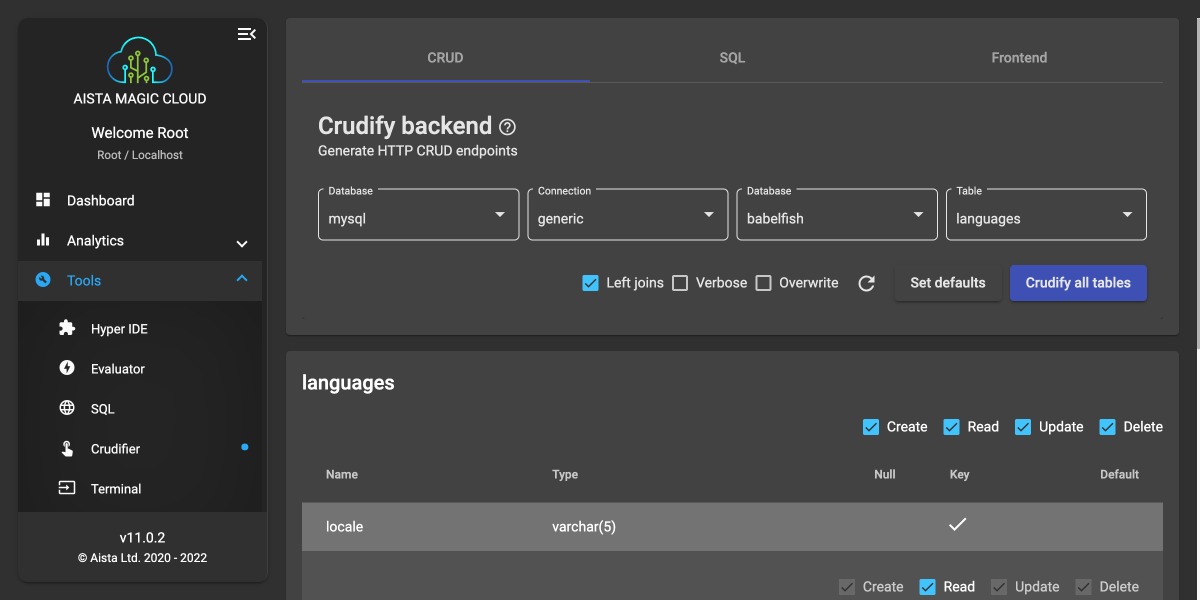 AISTA MAGIC CLOUD
Welcome Root
Root / Localhost
Dashboard
Analytics
Tools
Hyper IDE
Evaluator
SQL
Crudifier
Terminal
v11.0.2
© Aista Ltd. 2020 - 2022
CRUD SQL Frontend
Crudify backend ?
Generate HTTP CRUD endpoints
Database Connection Database Table
mysql generic babelfish languages
Left joins Verbose Overwrite Set defaults Crudify all tables
languages
Create Read Update Delete
Name Type Null Key Default
locale varchar(5)
Create Read Update Delete